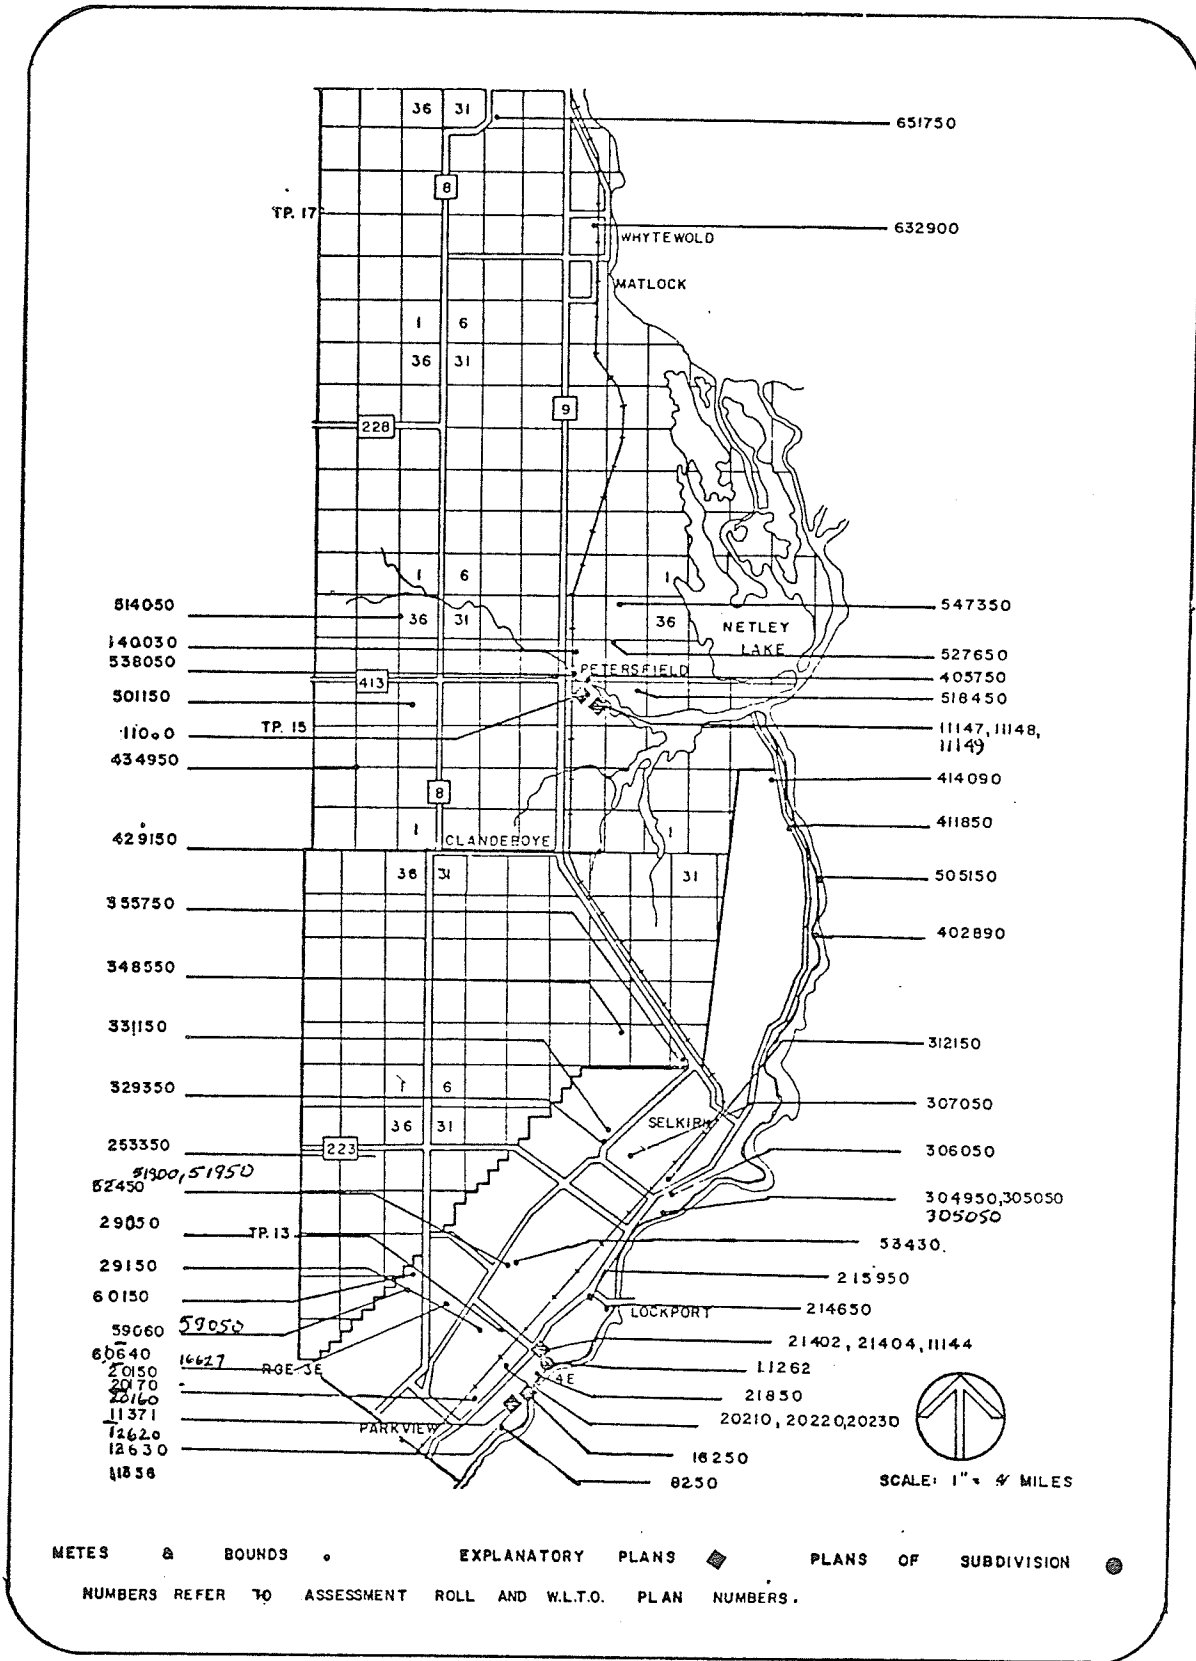 36 31
651750
8
TP. 17
632900
WHYTEWOLD
MATLOCK
1 6
36 31
9
228
1 6 1
514050
547350
36 31 36
NETLEY
LAKE
140030
527650
538050
PETERSFIELD
405750
413
518450
501150
11147, 11148,
11149
TP. 15
434950
414090
8
411850
429150
1 1
CLANDEBOYE
36 31 31
505150
355750
402890
348550
331150
312150
329350
1 6
307050
36 31
SELKIRK
253350
223
306050
51900, 51950
52450
304950,305050
305050
29050
TP. 13
53430.
29150
215950
60150
214650
LOCKPORT
59060 59050
21402, 21404, 11144
60640
16627
RGE 3E
11262
20150
4E
20170
21850
20160
11371
20210, 20220,20230
12620
PARKVIEW
12630
16250
8250
SCALE: 1" = 4 MILES
METES & BOUNDS
EXPLANATORY PLANS
PLANS OF SUBDIVISION
NUMBERS REFER TO ASSESSMENT ROLL AND W.L.T.O. PLAN NUMBERS.